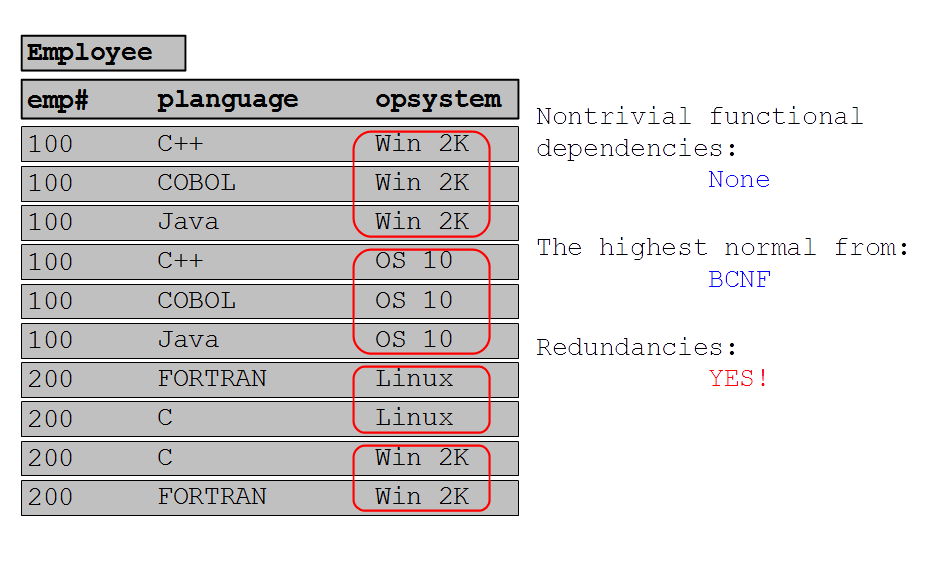 Employee
emp# planguage opsystem
100 C++ Win 2K
100 COBOL Win 2K
100 Java Win 2K
100 C++ OS 10
100 COBOL OS 10
100 Java OS 10
200 FORTRAN Linux
200 C Linux
200 C Win 2K
200 FORTRAN Win 2K
Nontrivial functional
dependencies:
None
The highest normal from:
BCNF
Redundancies:
YES!